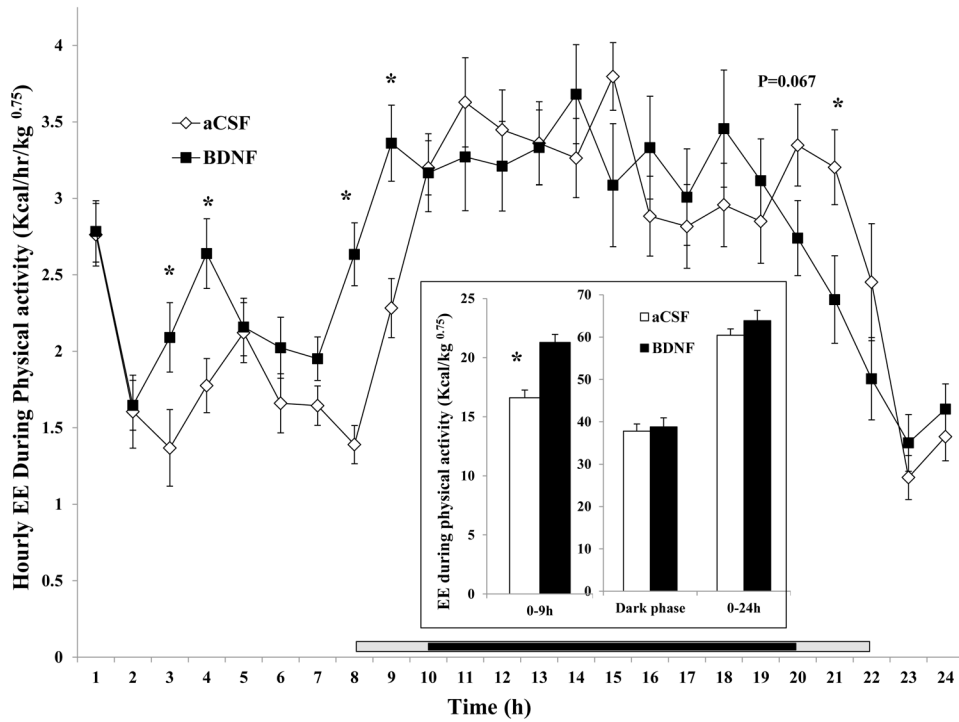 Hourly EE During Physical activity (Kcal/hr/kg 0.75)
4
3.5
3
2.5
2
1.5
1
0.5
0
aCSF
BDNF
*
*
*
*
P=0.067
*
EE during physical activity (Kcal/kg 0.75)
25
20
15
10
5
0
*
0-9h
70
60
50
40
30
20
10
0
aCSF
BDNF
Dark phase 0-24h
1 2 3 4 5 6 7 8 9 10 11 12 13 14 15 16 17 18 19 20 21 22 23 24
Time (h)